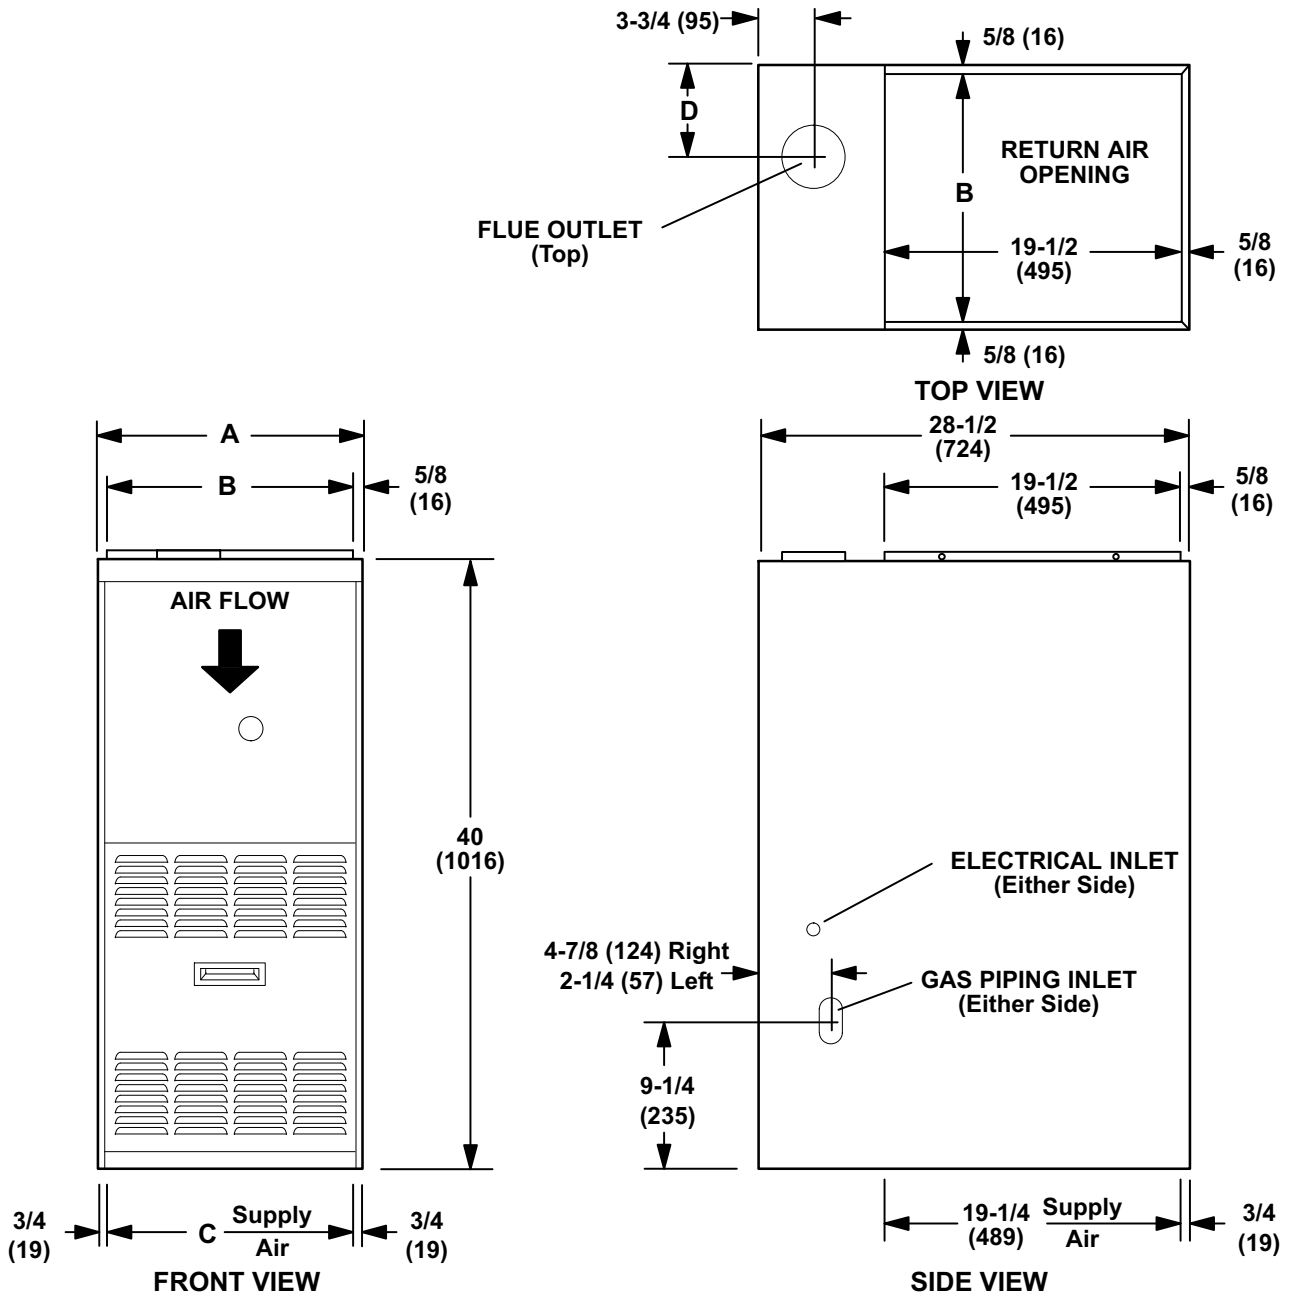 3-3/4 (95)
5/8 (16)
D
RETURN AIR
OPENING
B
FLUE OUTLET
(Top)
19-1/2
(495)
5/8
(16)
5/8 (16)
TOP VIEW
A
B
5/8
(16)
AIR FLOW
40
(1016)
3/4
(19)
C
Supply
Air
3/4
(19)
FRONT VIEW
28-1/2
(724)
19-1/2
(495)
5/8
(16)
ELECTRICAL INLET
(Either Side)
4-7/8 (124) Right
2-1/4 (57) Left
GAS PIPING INLET
(Either Side)
9-1/4
(235)
19-1/4
(489)
Supply
Air
3/4
(19)
SIDE VIEW